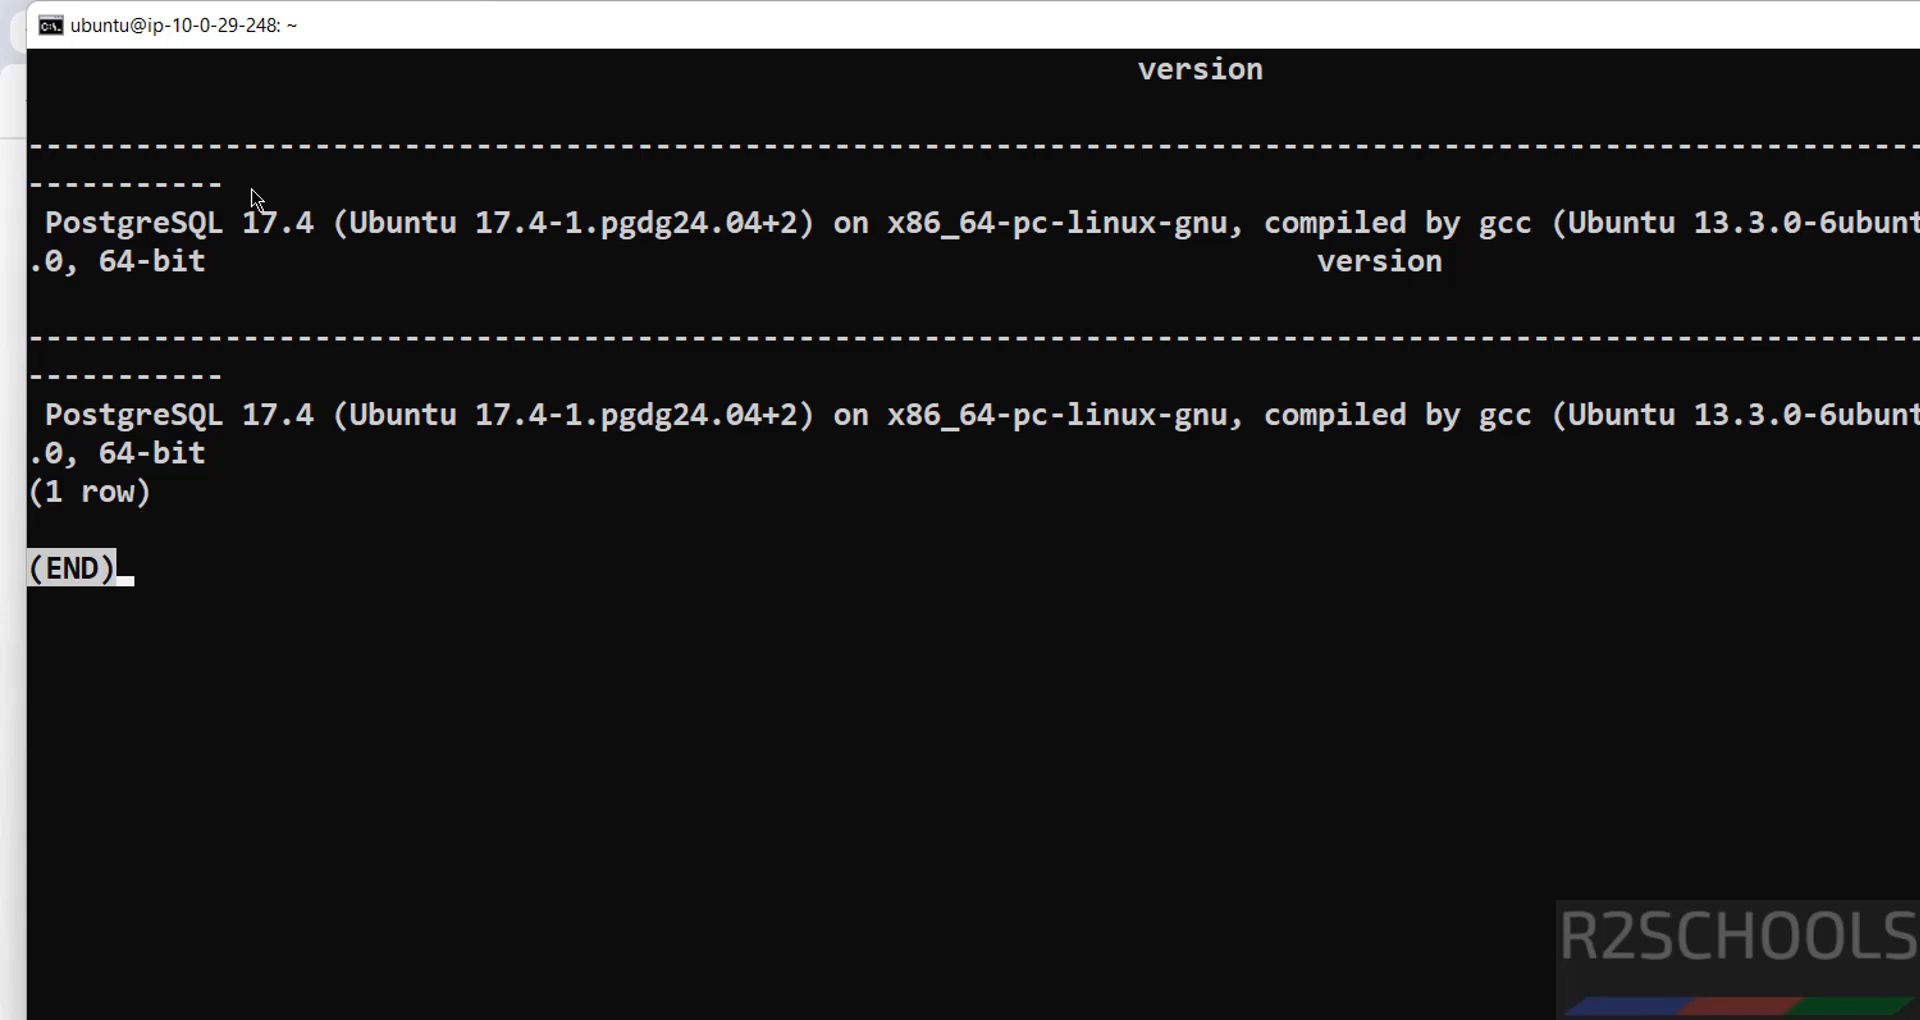 ubuntu@ip-10-0-29-248: ~
version
--------------------------------------------------------------------------------------------------------
-----------
PostgreSQL 17.4 (Ubuntu 17.4-1.pgdg24.04+2) on x86_64-pc-linux-gnu, compiled by gcc (Ubuntu 13.3.0-6ubunt
.0, 64-bit version
--------------------------------------------------------------------------------------------------------
-----------
PostgreSQL 17.4 (Ubuntu 17.4-1.pgdg24.04+2) on x86_64-pc-linux-gnu, compiled by gcc (Ubuntu 13.3.0-6ubunt
.0, 64-bit
(1 row)
(END)
R2SCHOOLS